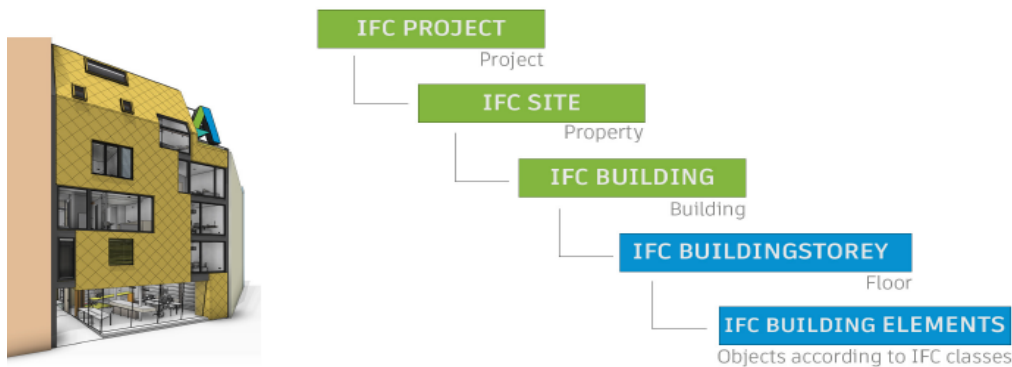 IFC PROJECT
Project
IFC SITE
Property
IFC BUILDING
Building
IFC BUILDINGSTOREY
Floor
IFC BUILDING ELEMENTS
Objects according to IFC classes